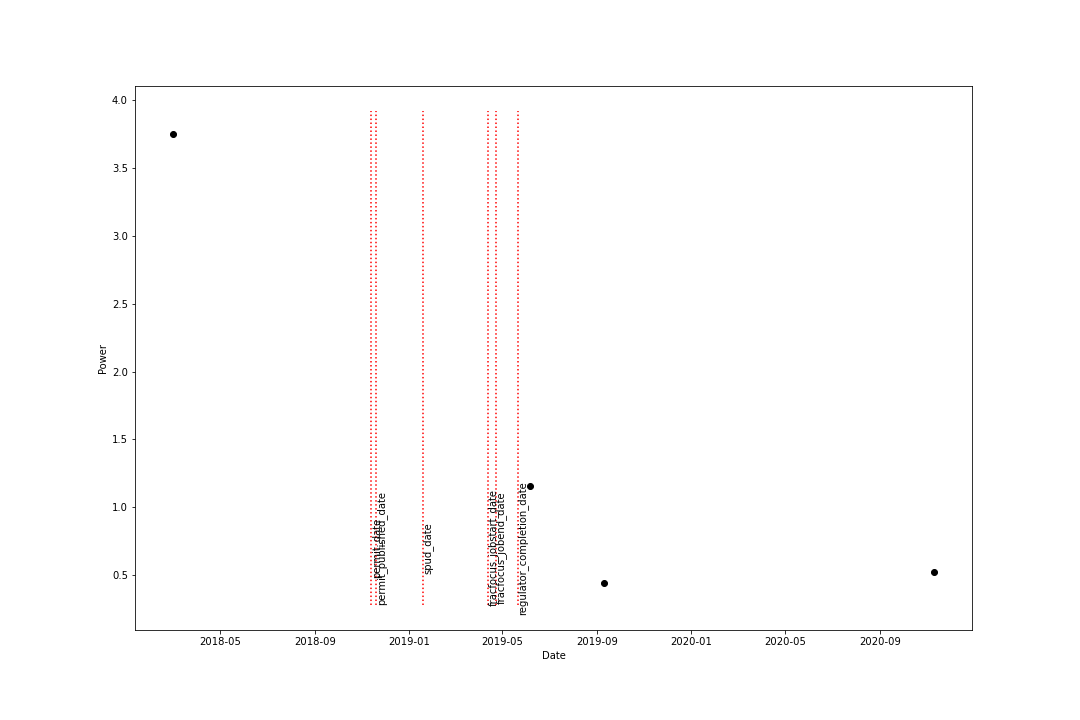 4.0
3.5
3.0
2.5
2.0
1.5
1.0
0.5
Power
permit_date
permit_published_date
spud_date
fracfocus_jobstart_date
fracfocus_jobend_date
regulator_completion_date
2018-05
2018-09
2019-01
2019-05
2019-09
2020-01
2020-05
2020-09
Date